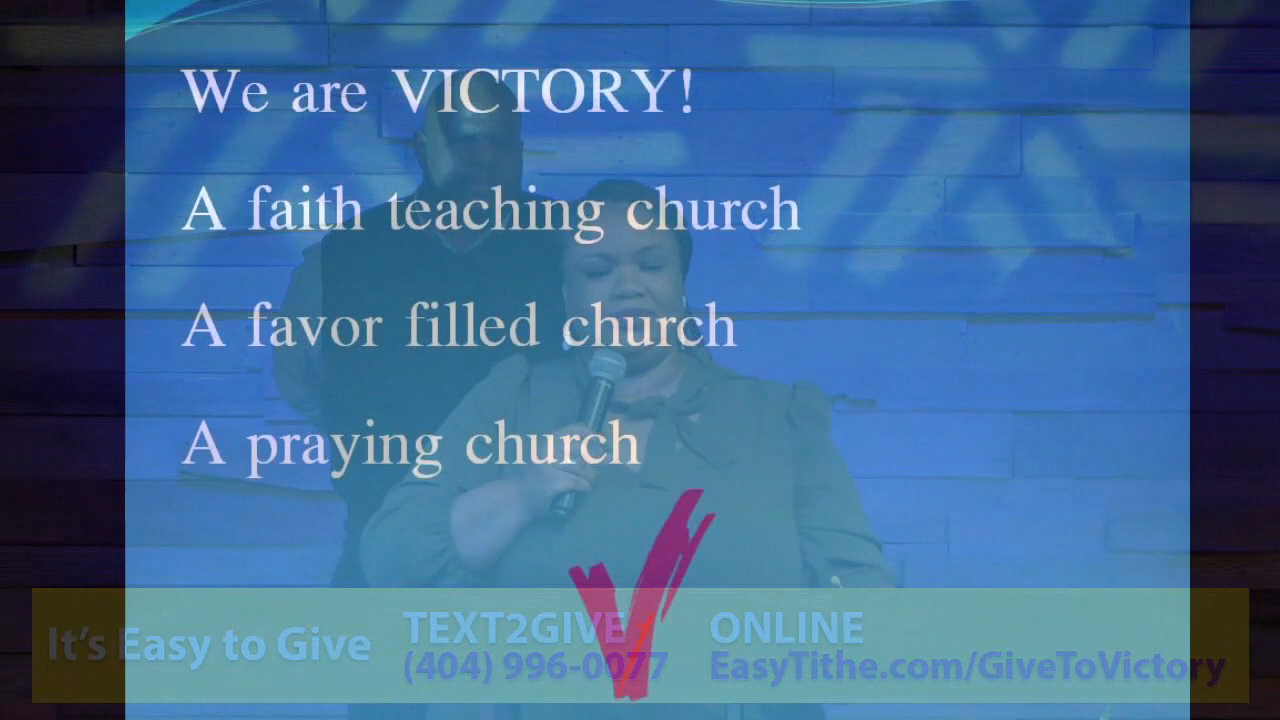 We are VICTORY!
A faith teaching church
A favor filled church
A praying church
It's Easy to Give
TEXT2GIVE
(404) 996-0077
ONLINE
EasyTithe.com/GiveToVictory